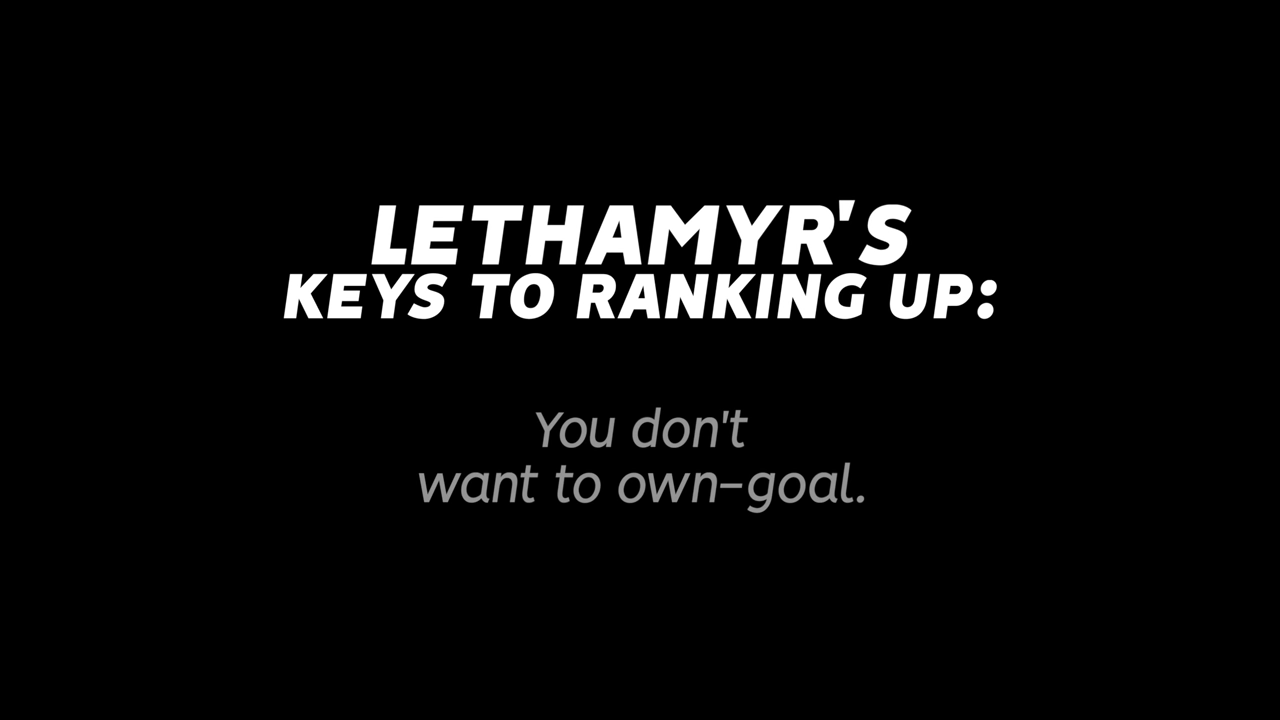 LETHAMYR'S
KEYS TO RANKING UP:
You don't
want to own-goal.